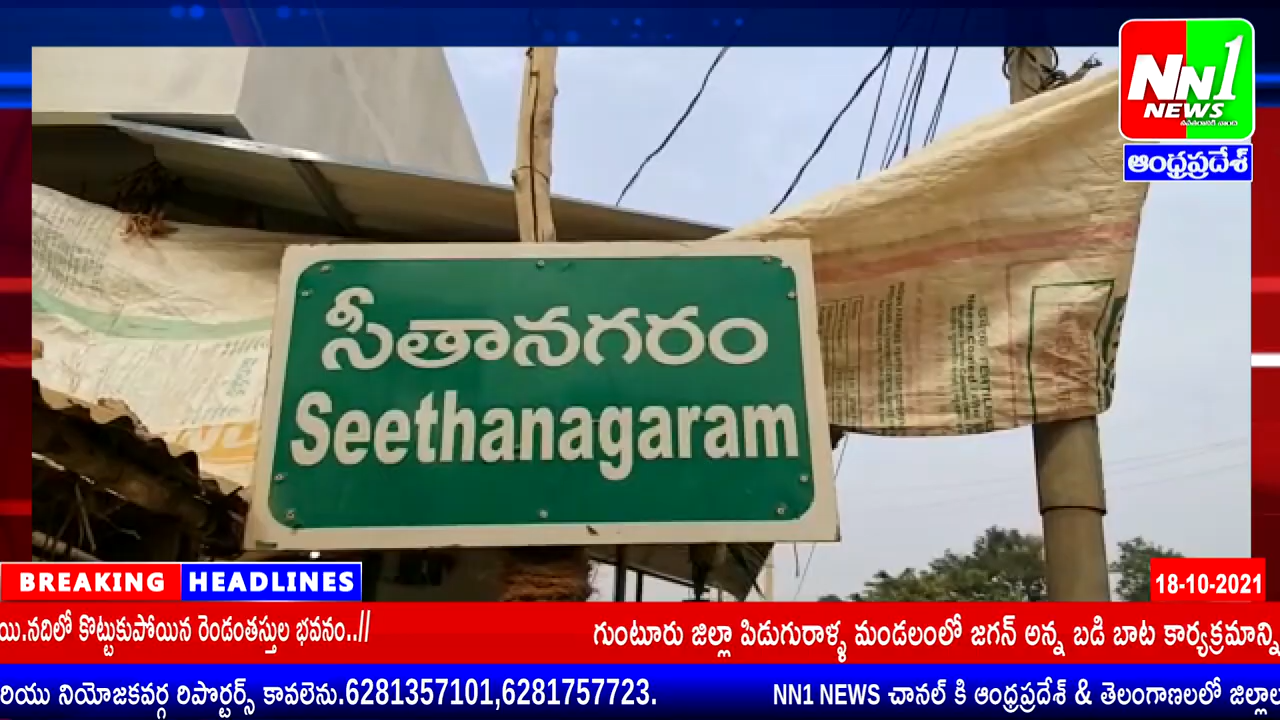 NN1
NEWS
ఆంధ్రప్రదేశ్
సీతానగరం
Seethanagaram
BREAKING HEADLINES
18-10-2021
యి.నదిలో కొట్టుకుపోయిన రెండంతస్తుల భవనం..// గుంటూరు జిల్లా పిడుగురాళ్ళ మండలంలో జగన్ అన్న బడి బాట కార్యక్రమాన్ని
రియు నియోజకవర్గ రిపొర్టర్స్ కావలెను.6281357101,6281757723. NN1 NEWS చానల్ కి ఆంధ్రప్రదేశ్ & తెలంగాణలలో జిల్లాల